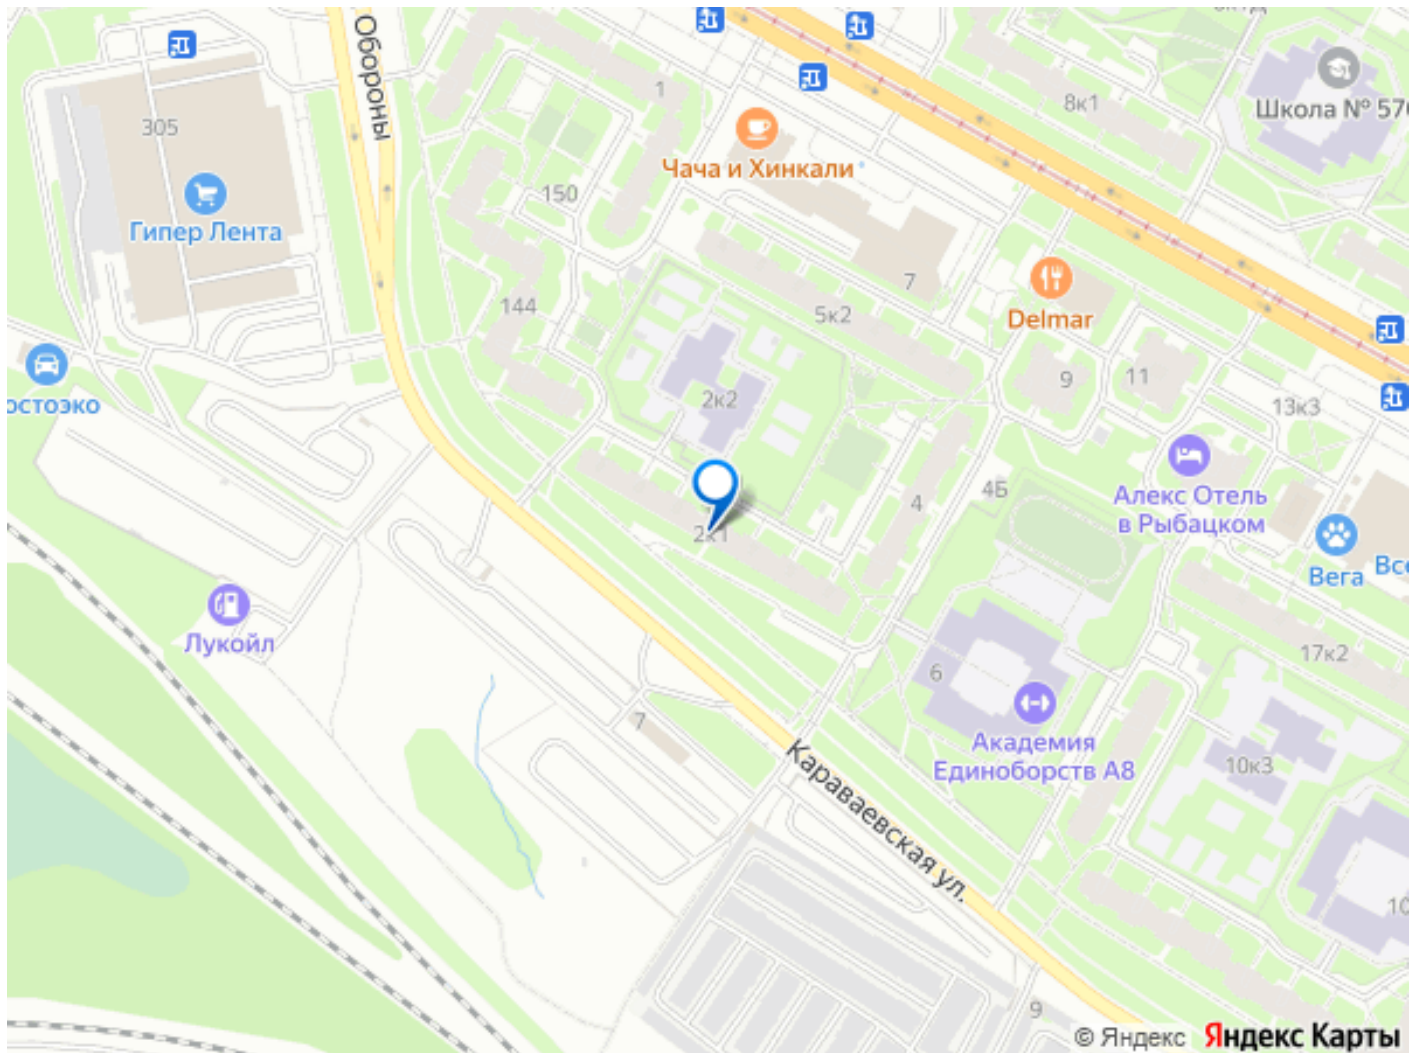 Обороны
305
Гипер Лента
1
Чача и Хинкали
8к1
Школа № 57
150
7
Delmar
144
5к2
9
11
остоэко
2к2
13к3
4
4Б
Алекс Отель
в Рыбацком
2к1
Вега
Все
Лукойл
17к2
6
7
Академия
Единоборств А8
10к3
Караваевская ул.
10
9
© Яндекс Яндекс Карты